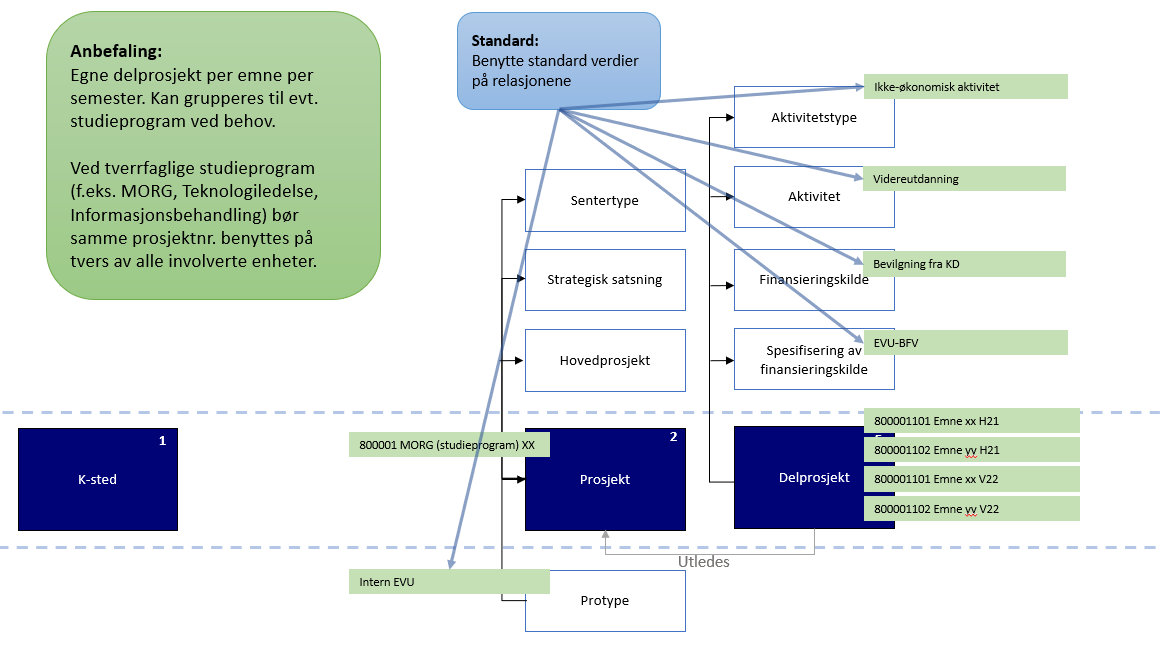 Anbefaling:
Egne delprosjekt per emne per
semester. Kan grupperes til evt.
studieprogram ved behov.
Ved tverrfaglige studieprogram
(f.eks. MORG, Teknologiledelse,
Informasjonsbehandling) bør
samme prosjektnr. benyttes på
tvers av alle involverte enheter.
Standard:
Benytte standard verdier
på relasjonene
Ikke-økonomisk aktivitet
Aktivitetstype
Videreutdanning
Aktivitet
Sentertype
Bevilgning fra KD
Strategisk satsning
Finansieringskilde
EVU-BFV
Hovedprosjekt
Spesifisering av
finansieringskilde
1
K-sted
800001 MORG (studieprogram) XX
2
Prosjekt
Delprosjekt
800001101 Emne xx H21
800001102 Emne yy H21
800001101 Emne xx V22
800001102 Emne yy V22
Utledes
Intern EVU
Protype